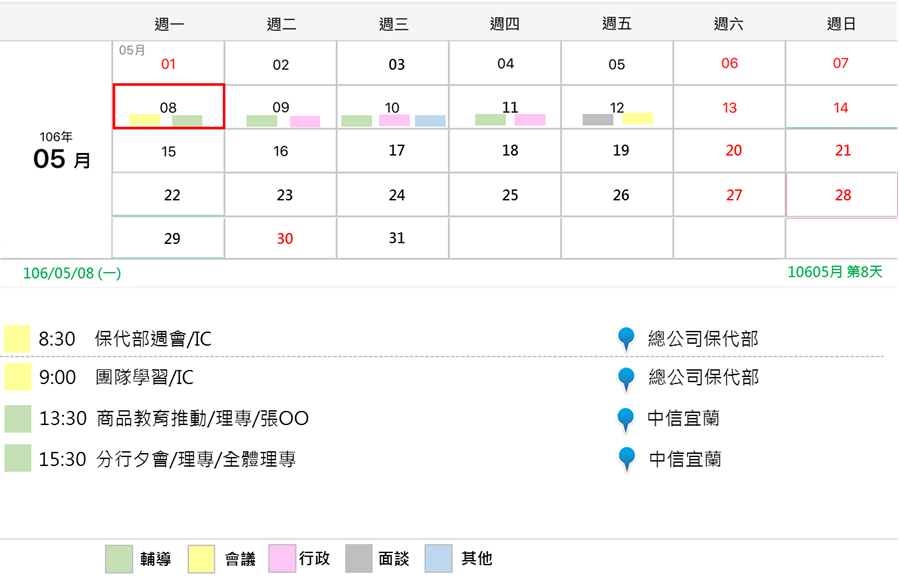 週一 週二 週三 週四 週五 週六 週日
05月
01 02 03 04 05 06 07
08 09 10 11 12 13 14
106年
05 月
15 16 17 18 19 20 21
22 23 24 25 26 27 28
29 30 31
106/05/08 (一) 10605月 第8天
8:30 保代部週會/IC 總公司保代部
9:00 團隊學習/IC 總公司保代部
13:30 商品教育推動/理專/張OO 中信宜蘭
15:30 分行夕會/理專/全體理專 中信宜蘭
輔導 會議 行政 面談 其他